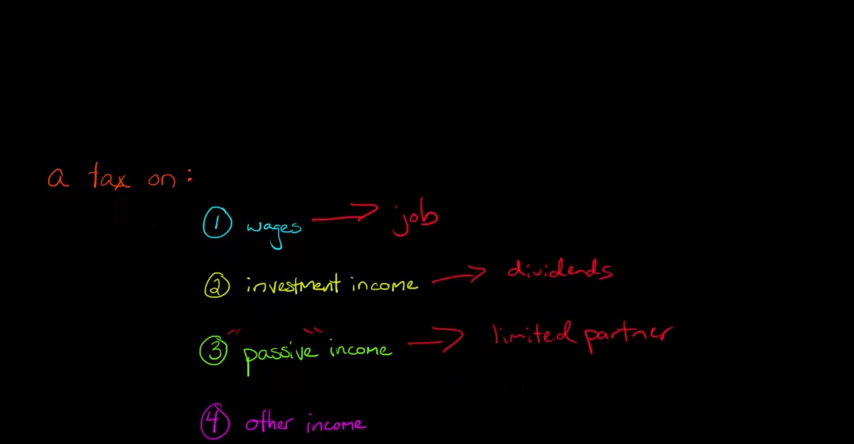 a tax on:
① wages → job
② investment income → dividends
③ "passive" income → limited partner
④ other income